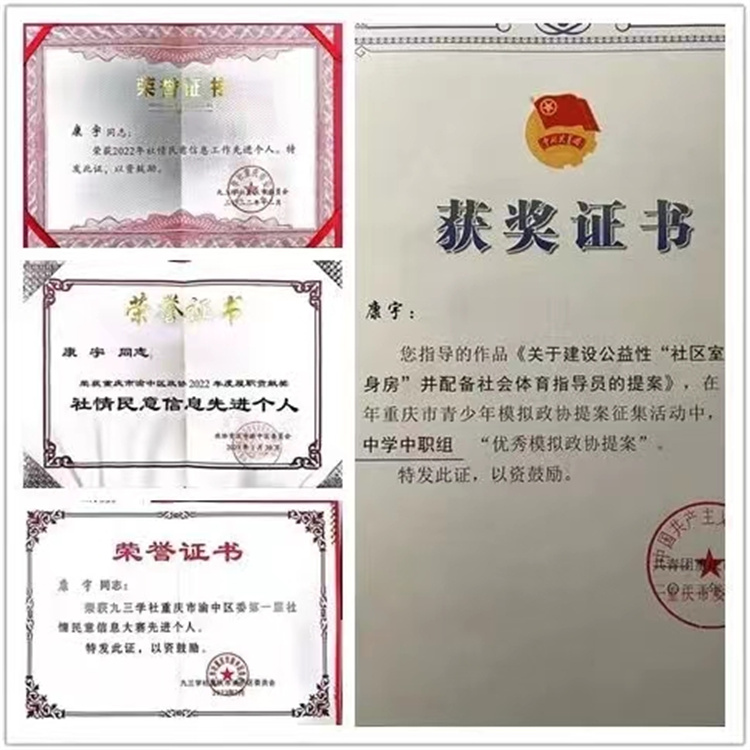 荣誉证书
康宇同志：
荣获2022年社情民意信息工作先进个人。特
发此证，以资鼓励。
荣誉证书
康宇 同志，
荣获重庆市渝中区政协2022年度履职贡献奖
社情民意信息先进个人
荣誉证书
康宇同志：
荣获九三学社重庆市渝中区委第一届社
情民意信息大赛先进个人。
特发此证，以资鼓励。
获奖证书
康宇：
您指导的作品《关于建设公益性“社区室
身房”并配备社会体育指导员的提案》，在
年重庆市青少年模拟政协提案征集活动中，
中学中职组 “优秀模拟政协提案”。
特发此证，以资鼓励。